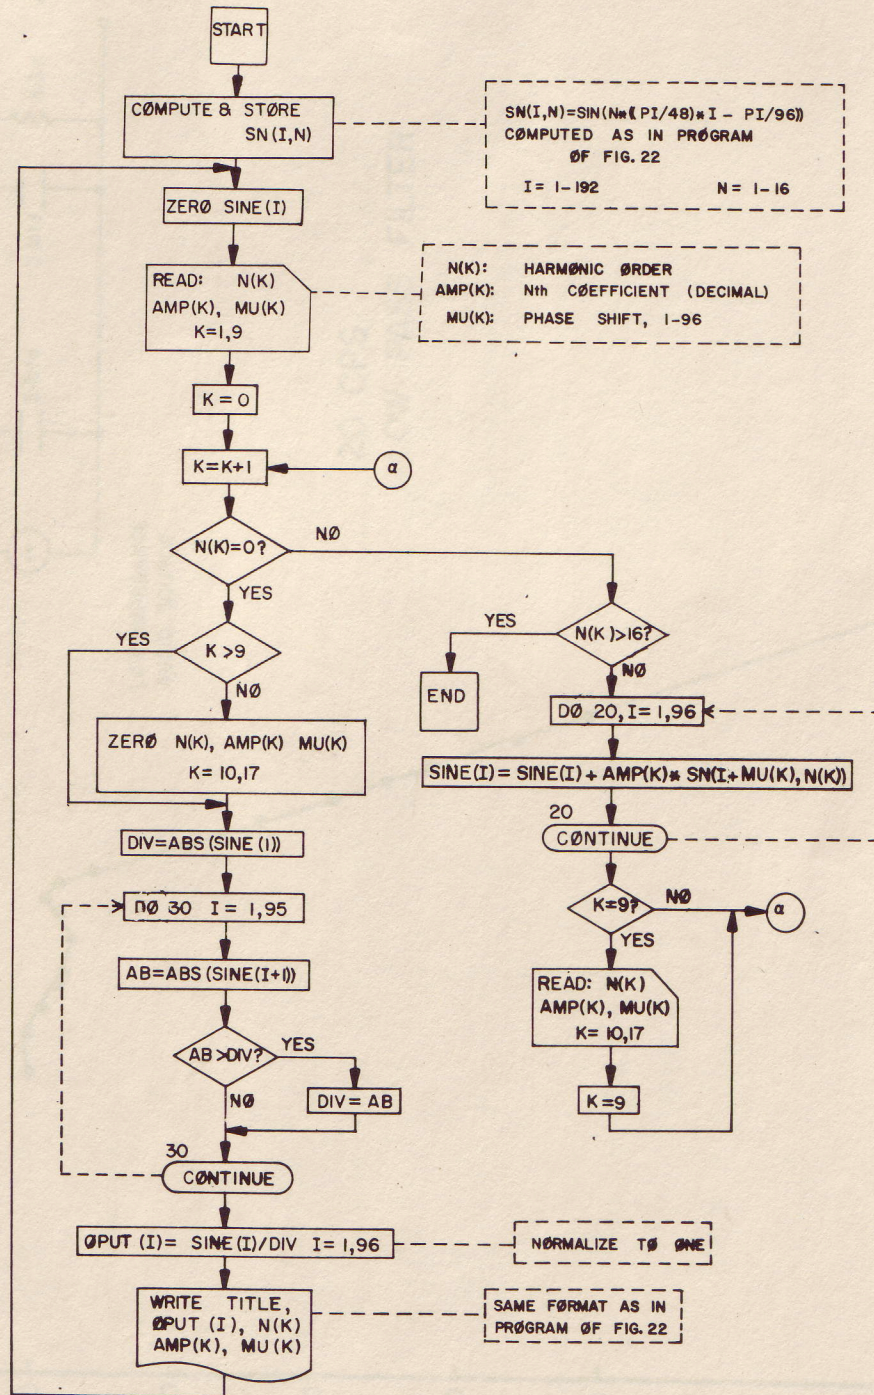 START
CØMPUTE & STØRE
SN(I,N)
SN(I,N)=SIN(N*( PI/48)* I - PI/96))
CØMPUTED AS IN PRØGRAM
ØF FIG. 22
I = 1-192 N = 1-16
ZERØ SINE(I)
READ: N(K)
AMP(K), MU(K)
K=1,9
N(K): HARMØNIC ØRDER
AMP(K): Nth CØEFFICIENT (DECIMAL)
MU(K): PHASE SHIFT, 1-96
K = 0
K=K+1
α
N(K)=0?
NØ
YES
N(K)>16?
YES
NØ
END
K >9
YES
NØ
DØ 20, I= 1,96
ZERØ N(K), AMP(K) MU(K)
K= 10,17
SINE(I)= SINE(I)+ AMP(K)* SN(I+MU(K), N(K))
20
CØNTINUE
DIV=ABS(SINE(1))
DØ 30 I= 1,95
K=9?
NØ
α
YES
AB=ABS(SINE(I+1))
READ: N(K)
AMP(K), MU(K)
K= 10,17
AB>DIV?
YES
NØ
DIV= AB
K=9
30
CØNTINUE
ØPUT (I)= SINE(I)/DIV I= 1,96
NØRMALIZE TØ ØNE
WRITE TITLE,
ØPUT (I), N(K)
AMP(K), MU(K)
SAME FØRMAT AS IN
PRØGRAM ØF FIG. 22